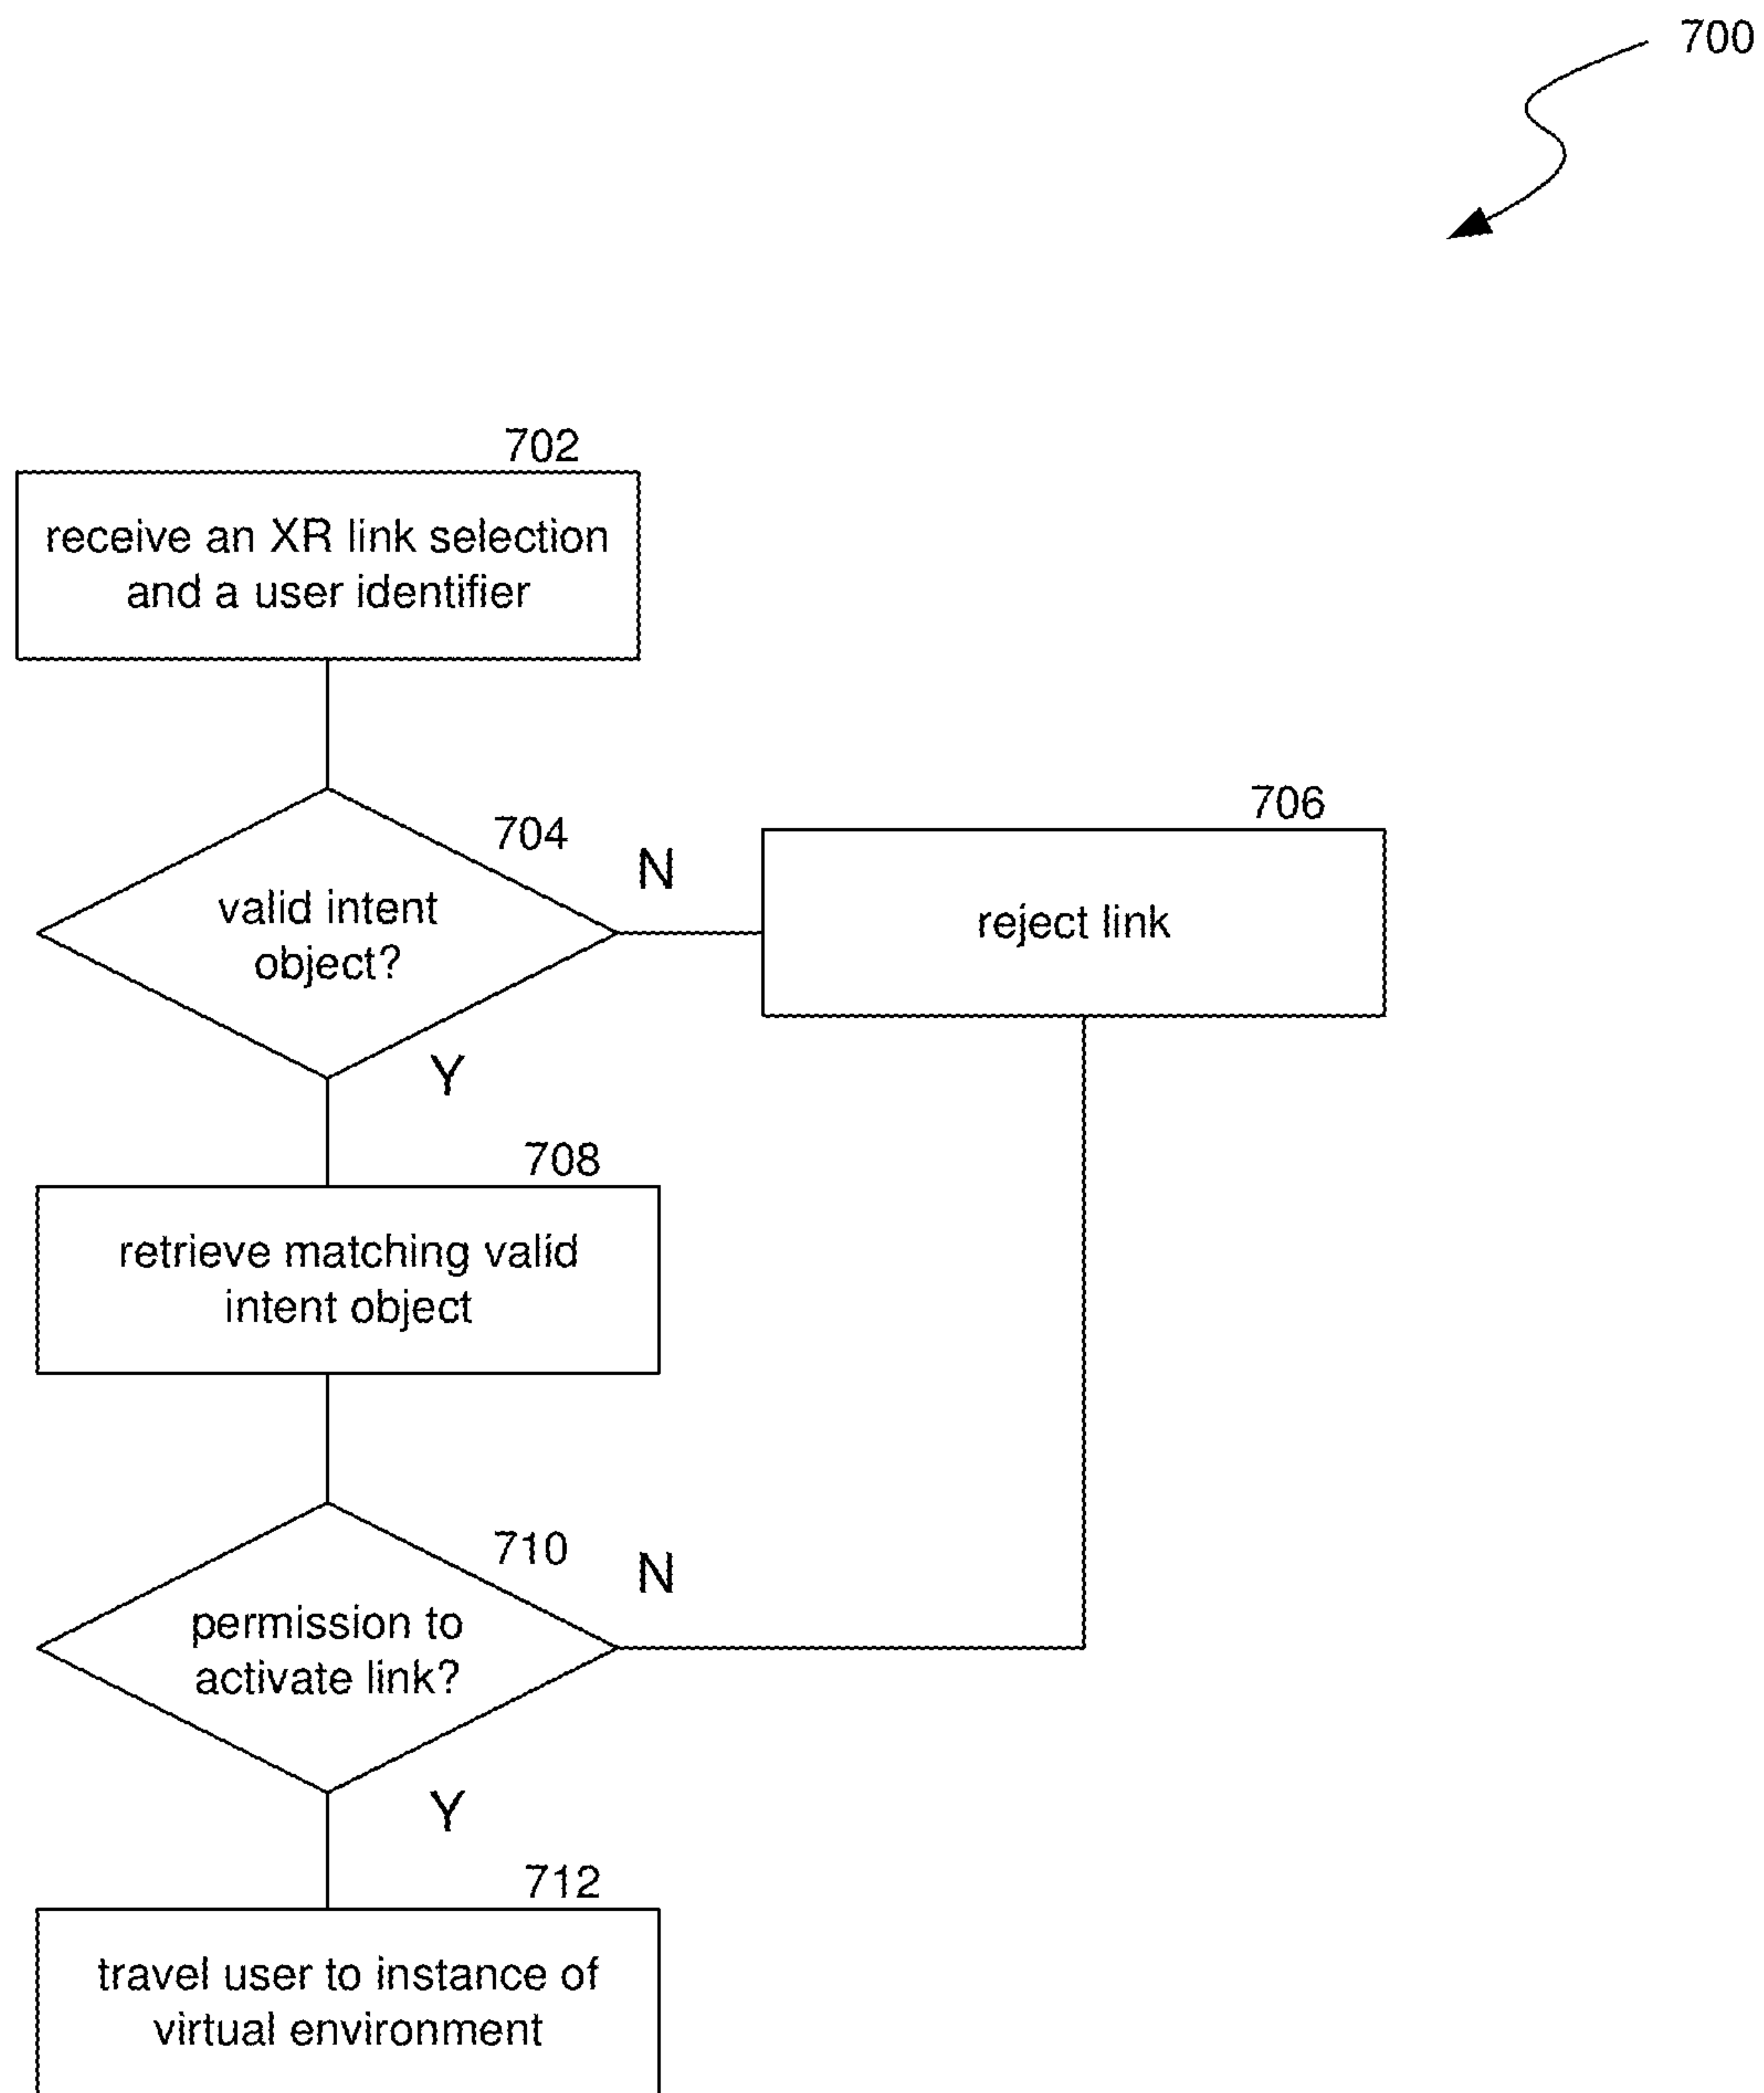 700
702
receive an XR link selection
and a user identifier
704
valid intent
object?
N
706
reject link
Y
708
retrieve matching valid
intent object
710
permission to
activate link?
N
Y
712
travel user to instance of
virtual environment